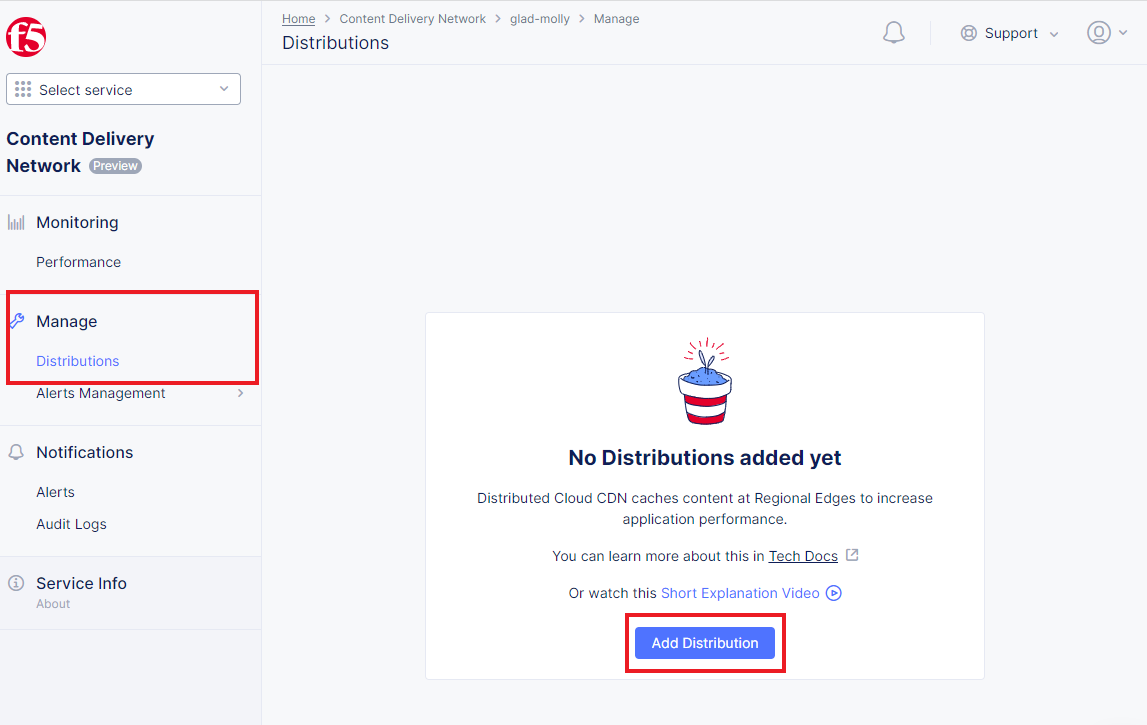 f5
Select service
Content Delivery
Network Preview
Monitoring
Performance
Manage
Distributions
Alerts Management
Notifications
Alerts
Audit Logs
Service Info
About
Home > Content Delivery Network > glad-molly > Manage
Distributions
Support
No Distributions added yet
Distributed Cloud CDN caches content at Regional Edges to increase
application performance.
You can learn more about this in Tech Docs
Or watch this Short Explanation Video
Add Distribution